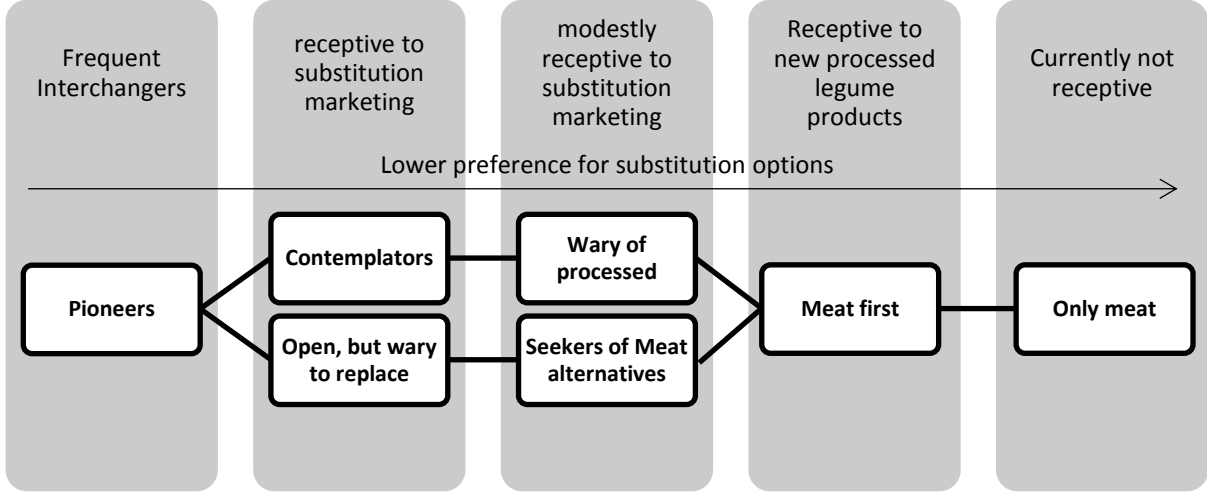 Frequent
Interchangers
receptive to
substitution
marketing
modestly
receptive to
substitution
marketing
Receptive to
new processed
legume
products
Currently not
receptive
Lower preference for substitution options
Pioneers
Contemplators
Open, but wary
to replace
Wary of
processed
Seekers of Meat
alternatives
Meat first
Only meat